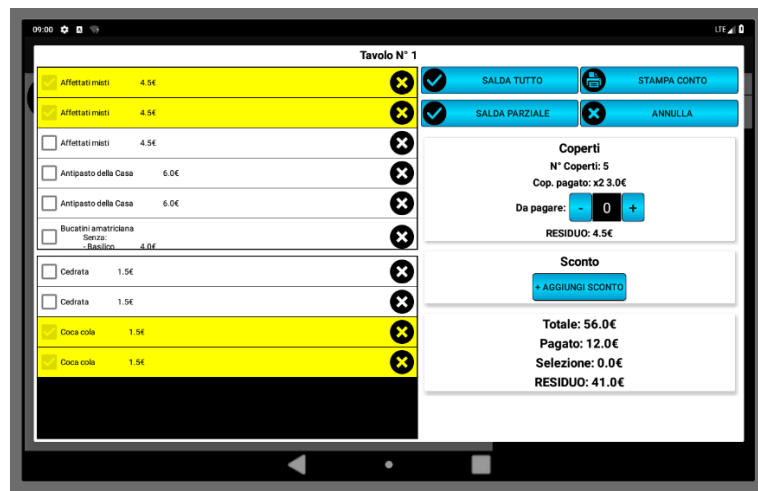 09:00
LTE
Tavolo N° 1
Affettati misti 4.5€
Affettati misti 4.5€
Affettati misti 4.5€
Antipasto della Casa 6.0€
Antipasto della Casa 6.0€
Bucatini amatriciana
Senza:
- Basilico 4.0€
Cedrata 1.5€
Cedrata 1.5€
Coca cola 1.5€
Coca cola 1.5€
SALDA TUTTO
STAMPA CONTO
SALDA PARZIALE
ANNULLA
Coperti
N° Coperti: 5
Cop. pagato: x2 3.0€
Da pagare: - 0 +
RESIDUO: 4.5€
Sconto
+ AGGIUNGI SCONTO
Totale: 56.0€
Pagato: 12.0€
Selezione: 0.0€
RESIDUO: 41.0€